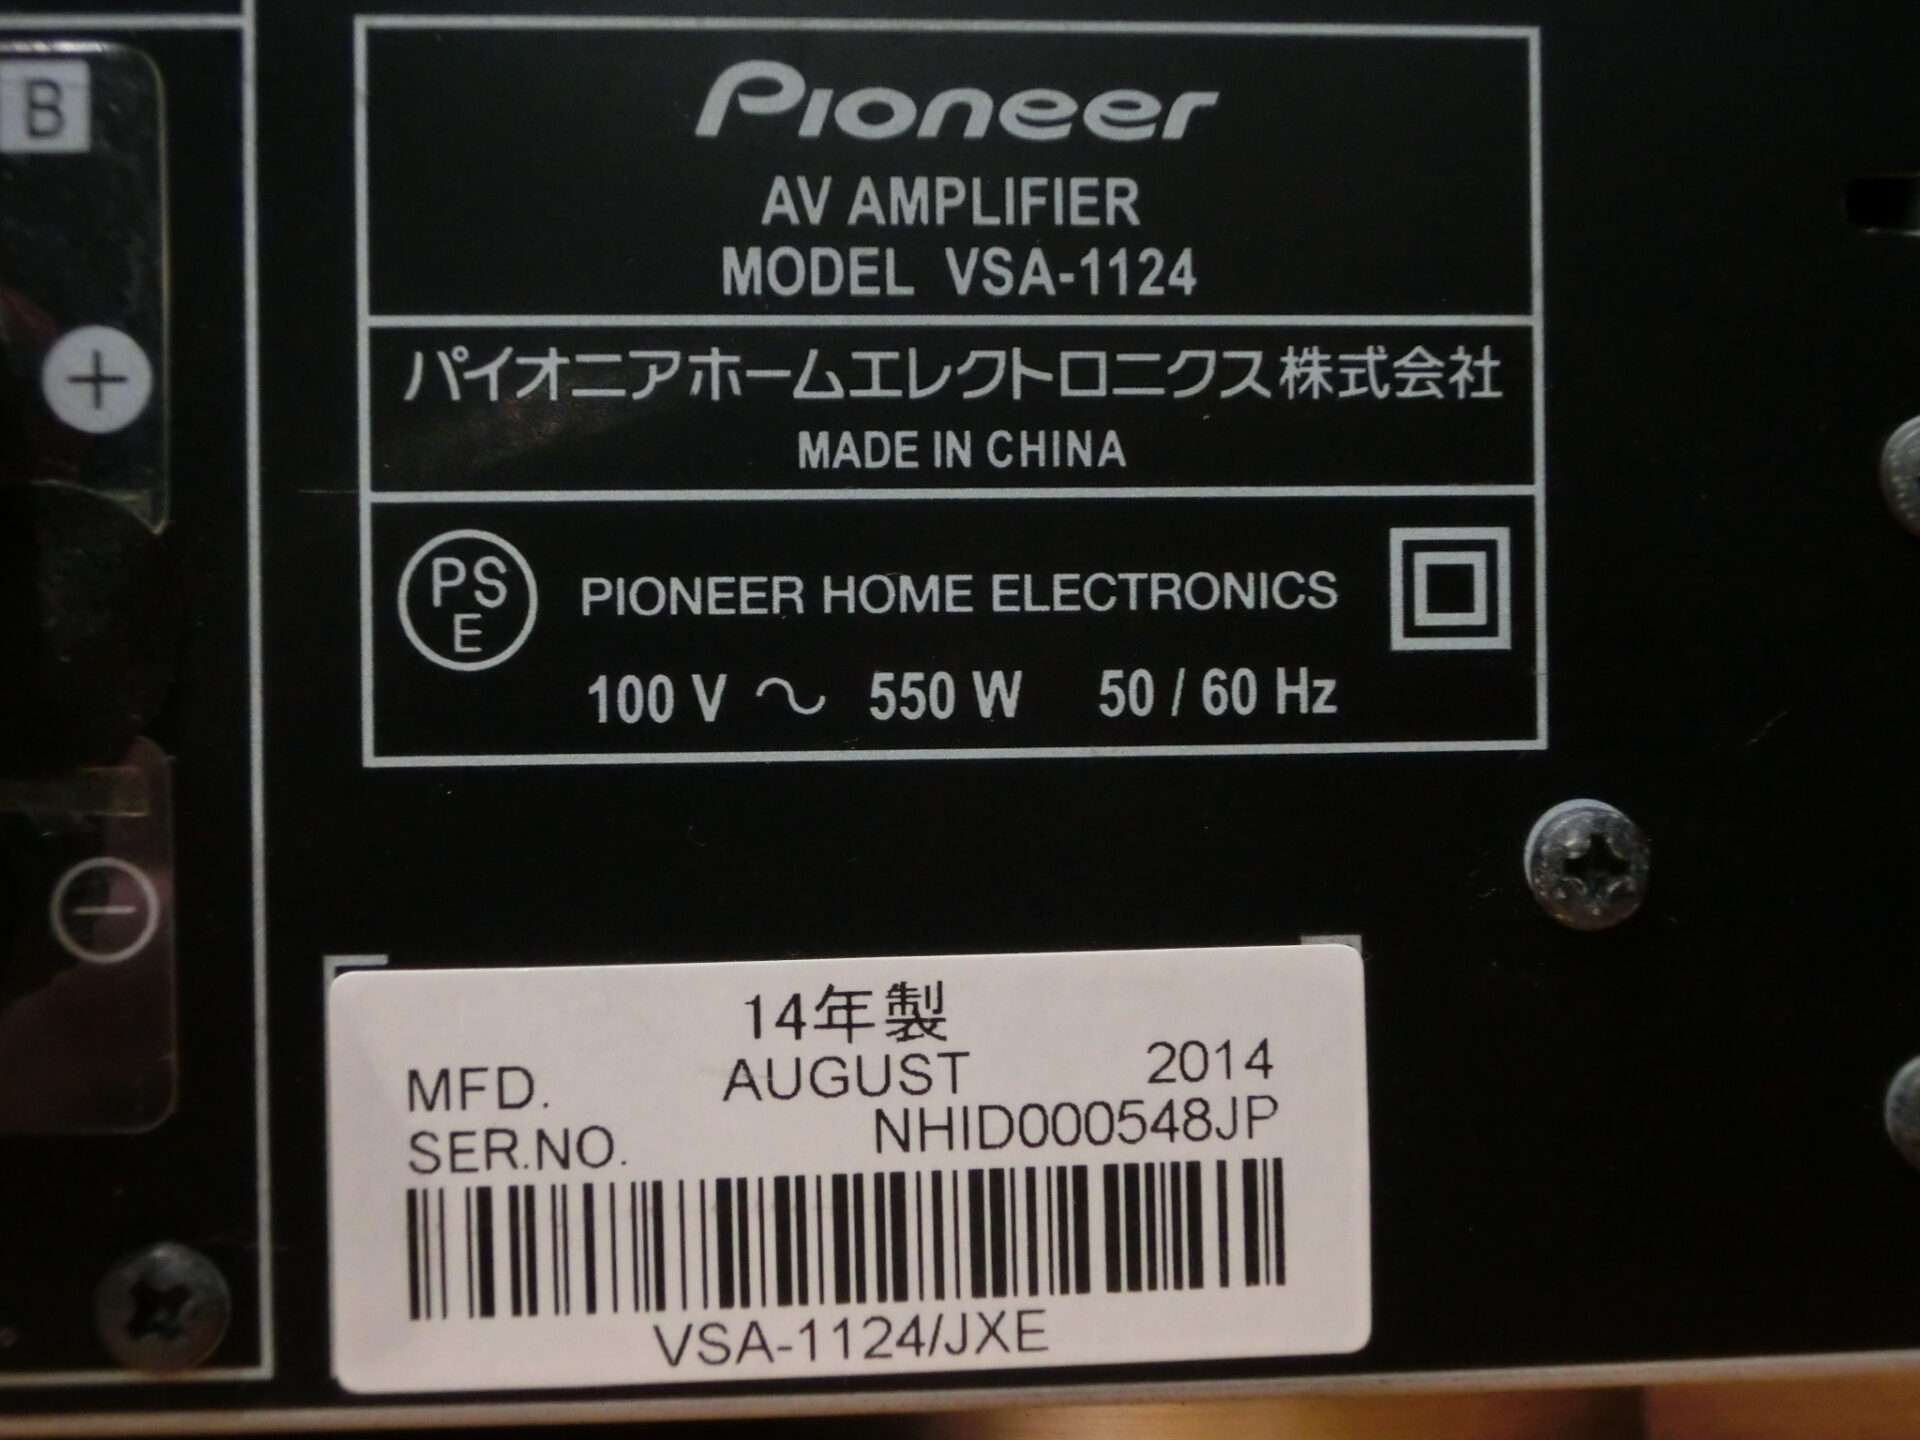 B
Pioneer
AV AMPLIFIER
MODEL VSA-1124
パイオニアホームエレクトロニクス株式会社
MADE IN CHINA
PS
E
PIONEER HOME ELECTRONICS
100 V ~ 550 W 50 / 60 Hz
14年製
MFD. AUGUST 2014
SER.NO. NHID000548JP
VSA-1124/JXE